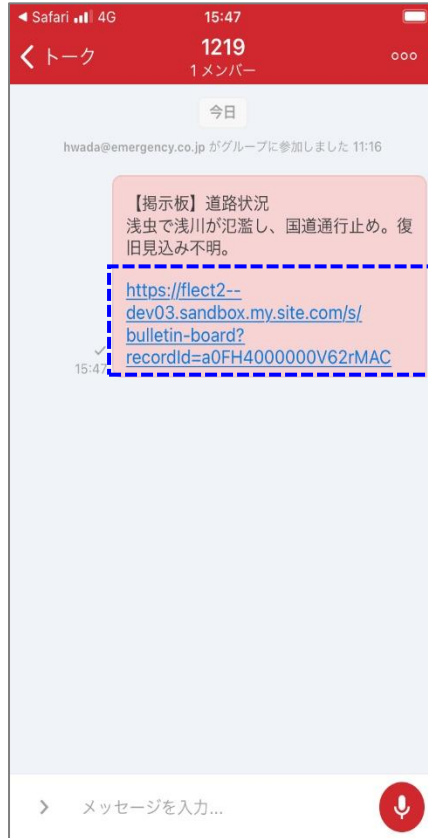 ◀ Safari 4G 15:47
トーク
1219
1 メンバー
今日
hwada@emergency.co.jp がグループに参加しました 11:16
【掲示板】道路状況
浅虫で浅川が氾濫し、国道通行止め。復
旧見込み不明。
https://flect2--
dev03.sandbox.my.site.com/s/
bulletin-board?
recordId=a0FH4000000V62rMAC
15:47
メッセージを入力...